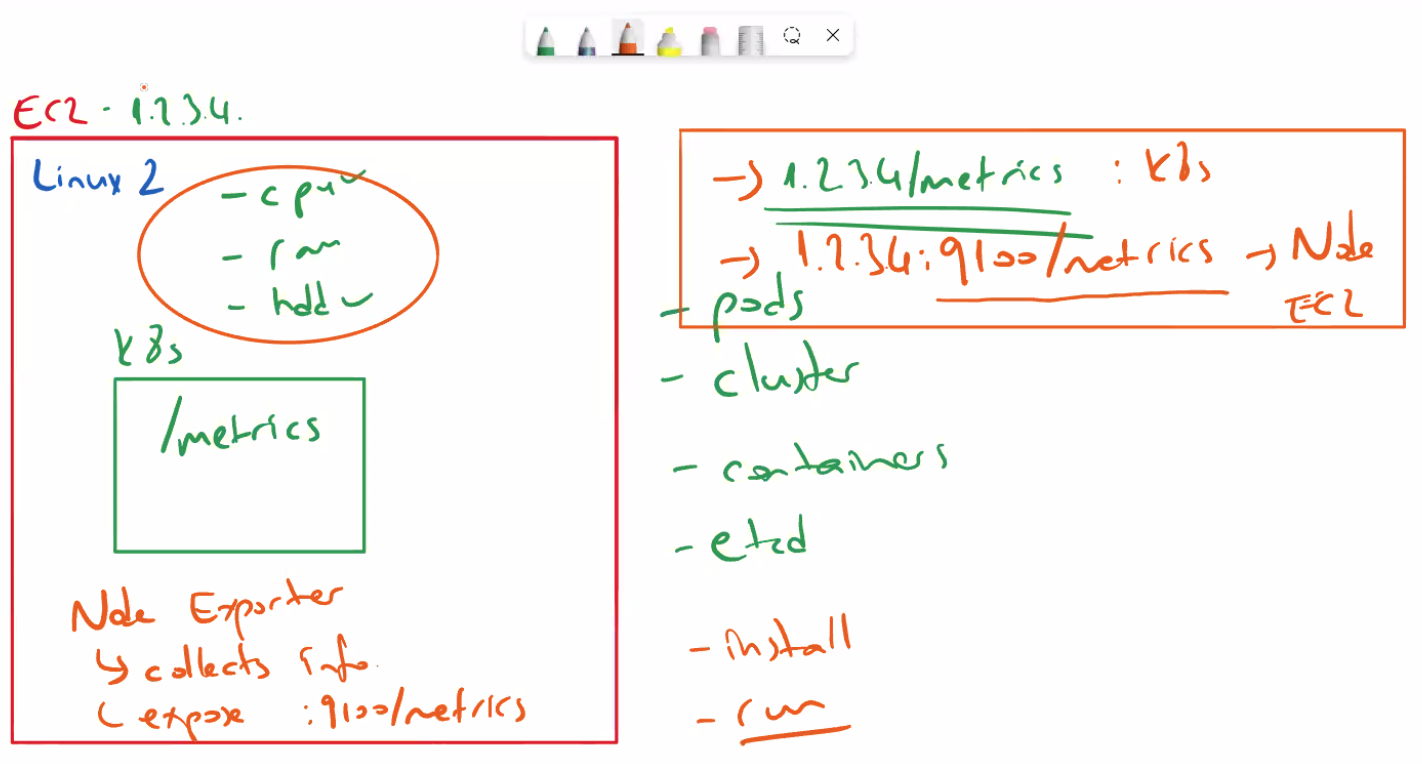 EC2 - 1.2.3.4.
Linux 2
- cpu
- ram
- hdd
k8s
/metrics
Node Exporter
↳ collects info.
expose :9100/metrics
→ 1.2.3.4/metrics : k8s
→ 1.2.3.4:9100/metrics → Node
EC2
- pods
- cluster
- containers
- etcd
- install
- run